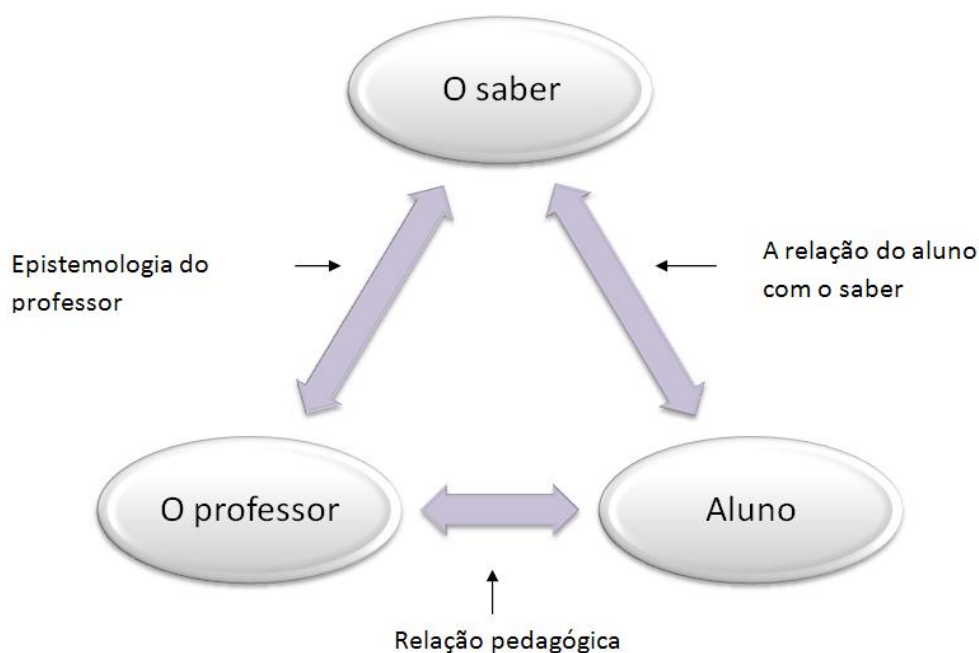 O saber
Epistemologia do
professor
A relação do aluno
com o saber
O professor
Aluno
Relação pedagógica